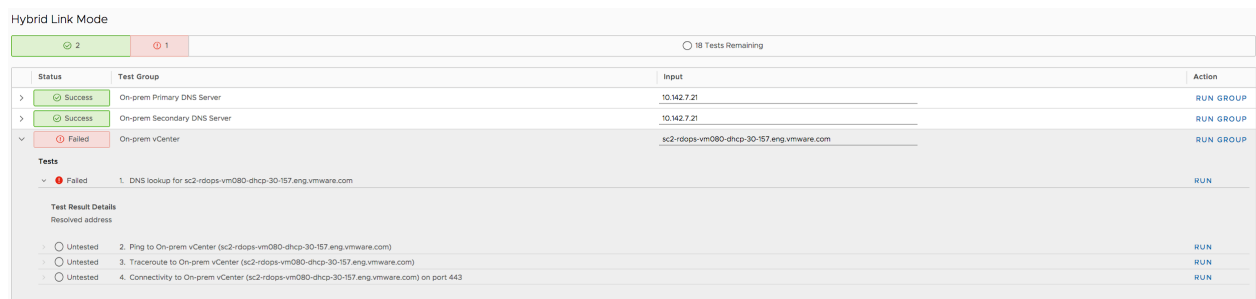 Hybrid Link Mode
2 1 18 Tests Remaining
Status Test Group Input Action
Success On-prem Primary DNS Server 10.142.7.21 RUN GROUP
Success On-prem Secondary DNS Server 10.142.7.21 RUN GROUP
Failed On-prem vCenter sc2-rdops-vm080-dhcp-30-157.eng.vmware.com RUN GROUP
Tests
Failed 1. DNS lookup for sc2-rdops-vm080-dhcp-30-157.eng.vmware.com RUN
Test Result Details
Resolved address
Untested 2. Ping to On-prem vCenter (sc2-rdops-vm080-dhcp-30-157.eng.vmware.com) RUN
Untested 3. Traceroute to On-prem vCenter (sc2-rdops-vm080-dhcp-30-157.eng.vmware.com) RUN
Untested 4. Connectivity to On-prem vCenter (sc2-rdops-vm080-dhcp-30-157.eng.vmware.com) on port 443 RUN